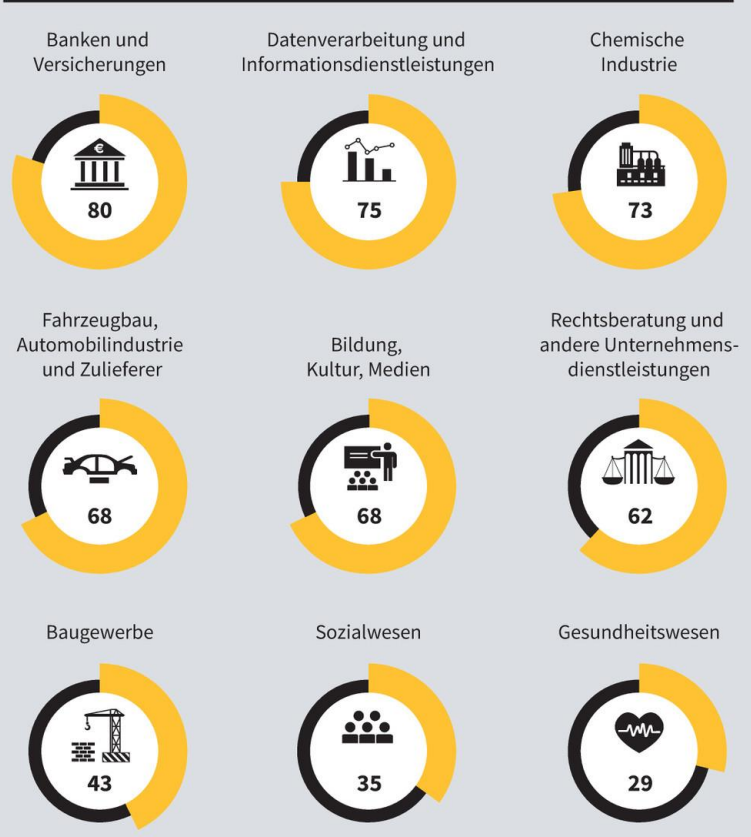 Banken und
Versicherungen
€
80
Datenverarbeitung und
Informationsdienstleistungen
75
Chemische
Industrie
73
Fahrzeugbau,
Automobilindustrie
und Zulieferer
68
Bildung,
Kultur, Medien
68
Rechtsberatung und
andere Unternehmens-
dienstleistungen
62
Baugewerbe
43
Sozialwesen
35
Gesundheitswesen
29